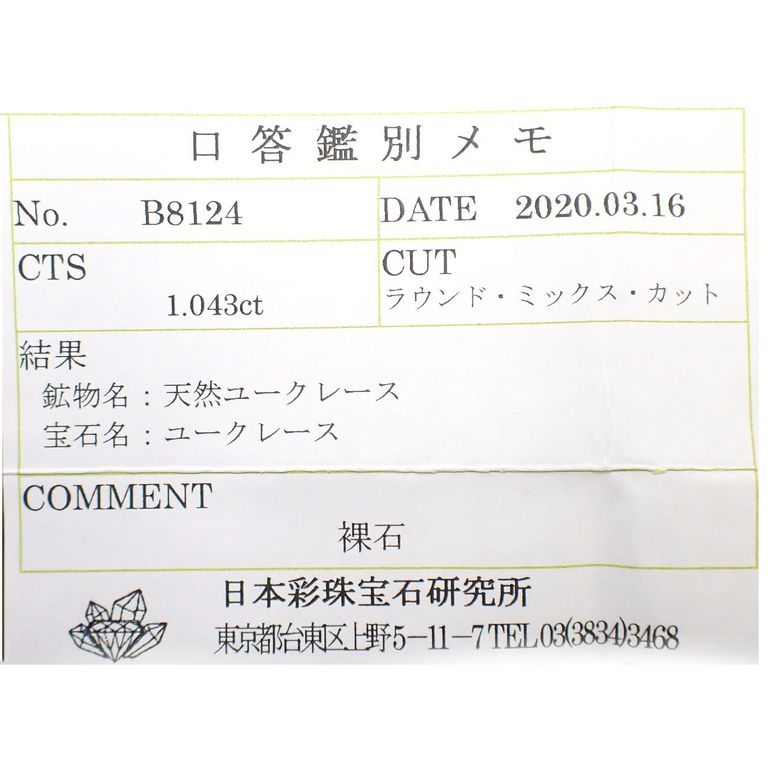 口答鑑別メモ
No. B8124 DATE 2020.03.16
CTS CUT
1.043ct ラウンド・ミックス・カット
結果
鉱物名：天然ユークレース
宝石名：ユークレース
COMMENT
裸石
日本彩珠宝石研究所
東京都台東区上野5-11-7 TEL 03(3834)3468